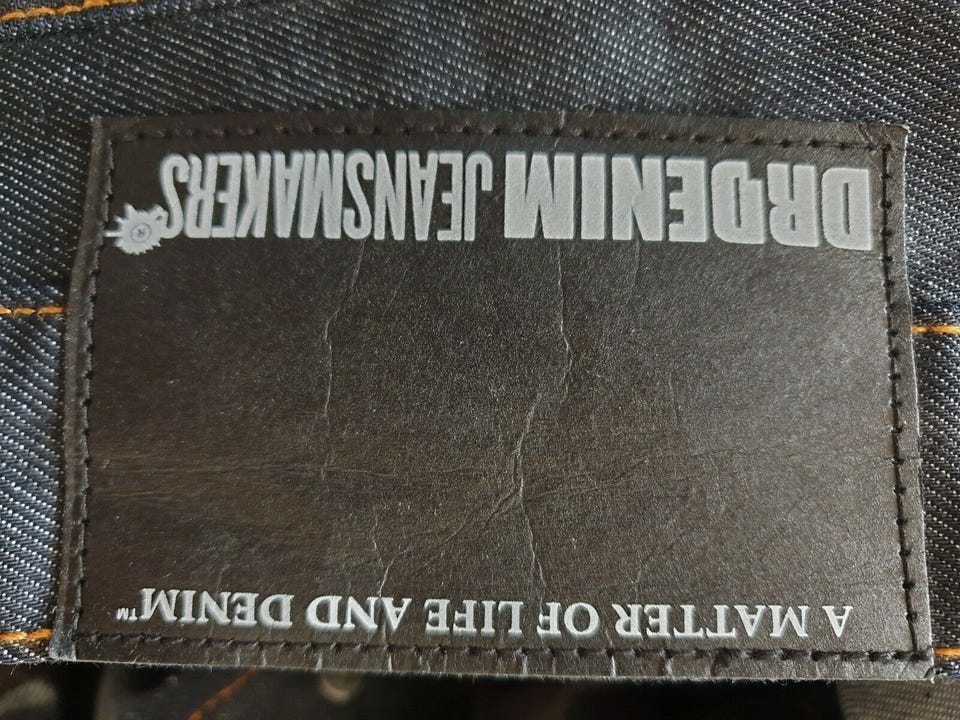 A MATTER OF LIFE AND DENIM™
DRDENIM JEANSMAKERS®